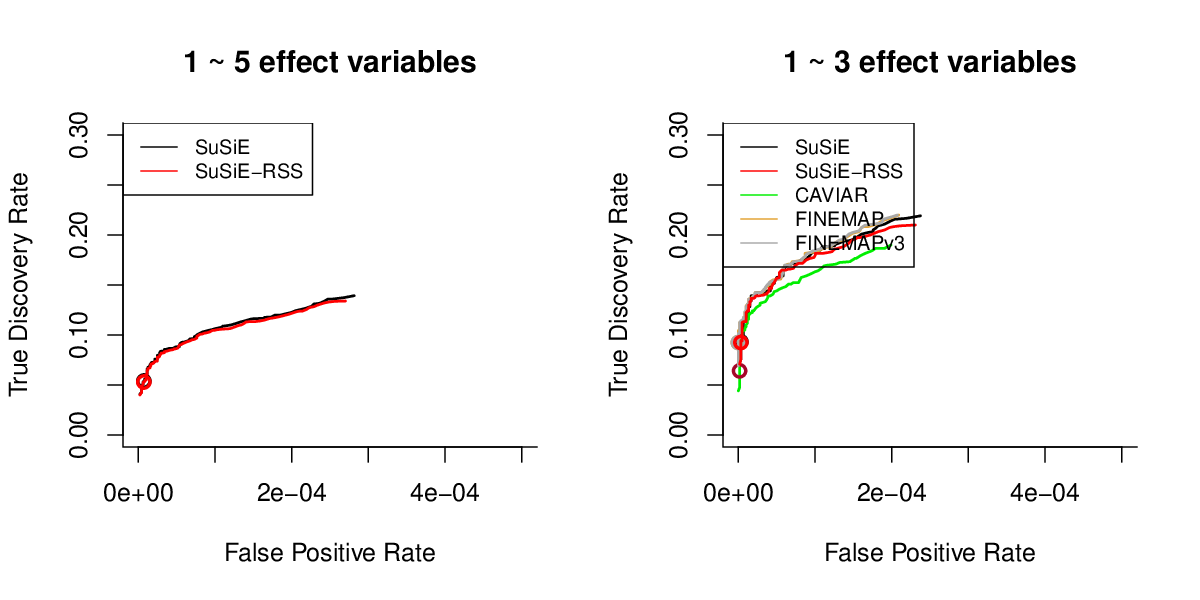 1 ~ 5 effect variables
True Discovery Rate
0.00
0.10
0.20
0.30
SuSiE
SuSiE−RSS
0e+00
2e−04
4e−04
False Positive Rate
1 ~ 3 effect variables
True Discovery Rate
0.00
0.10
0.20
0.30
SuSiE
SuSiE−RSS
CAVIAR
FINEMAP
FINEMAPv3
0e+00
2e−04
4e−04
False Positive Rate